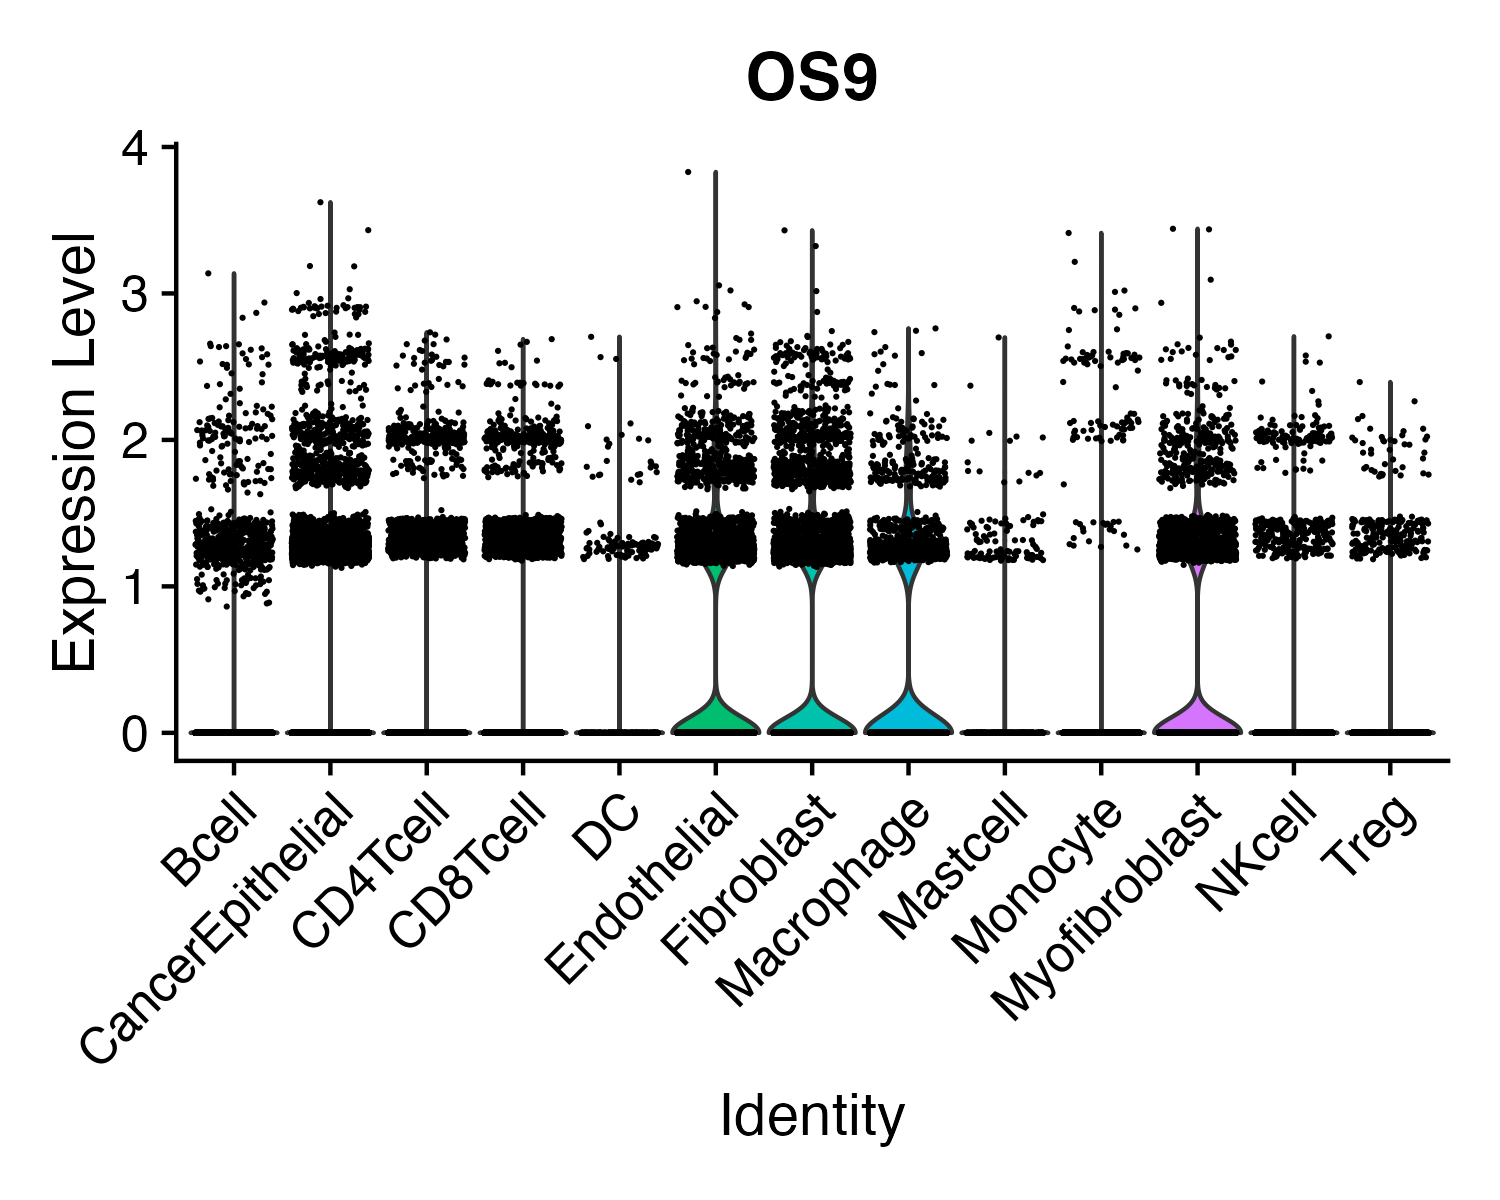 OS9
Expression Level
4
3
2
1
0
Bcell
CancerEpithelial
CD4Tcell
CD8Tcell
DC
Endothelial
Fibroblast
Macrophage
Mastcell
Monocyte
Myofibroblast
NKcell
Treg
Identity